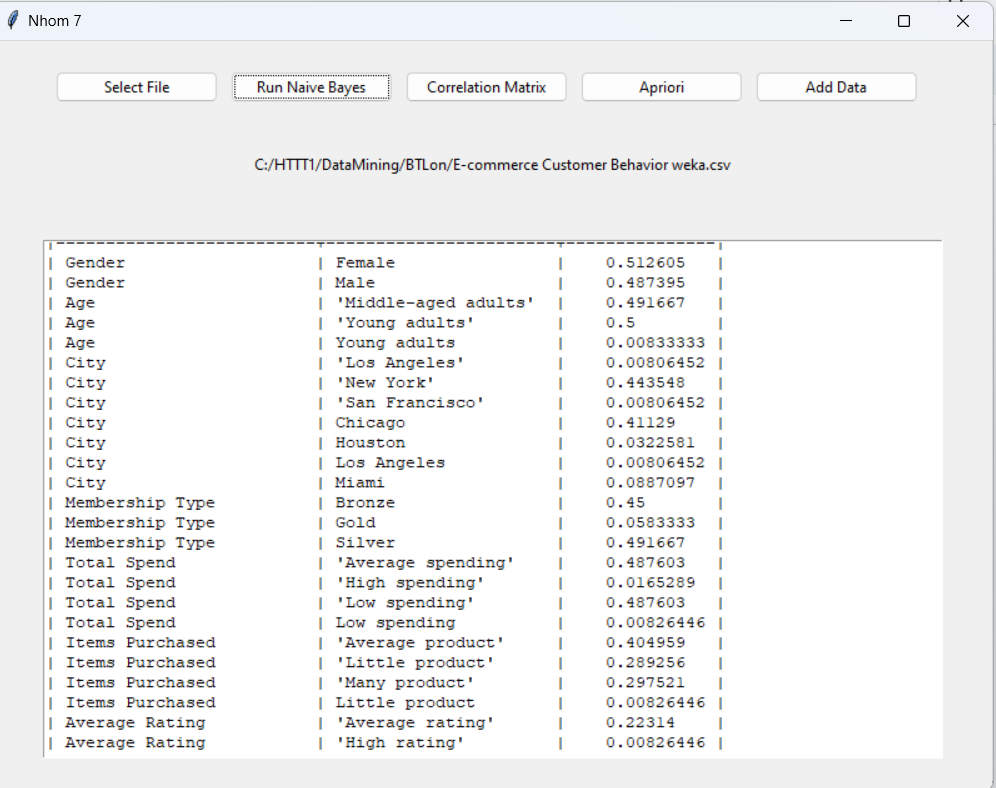 Nhom 7
Select File Run Naive Bayes Correlation Matrix Apriori Add Data
C:/HTTT1/DataMining/BTLon/E-commerce Customer Behavior weka.csv
| Gender | Female | 0.512605 |
| Gender | Male | 0.487395 |
| Age | 'Middle-aged adults' | 0.491667 |
| Age | 'Young adults' | 0.5 |
| Age | Young adults | 0.00833333 |
| City | 'Los Angeles' | 0.00806452 |
| City | 'New York' | 0.443548 |
| City | 'San Francisco' | 0.00806452 |
| City | Chicago | 0.41129 |
| City | Houston | 0.0322581 |
| City | Los Angeles | 0.00806452 |
| City | Miami | 0.0887097 |
| Membership Type | Bronze | 0.45 |
| Membership Type | Gold | 0.0583333 |
| Membership Type | Silver | 0.491667 |
| Total Spend | 'Average spending' | 0.487603 |
| Total Spend | 'High spending' | 0.0165289 |
| Total Spend | 'Low spending' | 0.487603 |
| Total Spend | Low spending | 0.00826446 |
| Items Purchased | 'Average product' | 0.404959 |
| Items Purchased | 'Little product' | 0.289256 |
| Items Purchased | 'Many product' | 0.297521 |
| Items Purchased | Little product | 0.00826446 |
| Average Rating | 'Average rating' | 0.22314 |
| Average Rating | 'High rating' | 0.00826446 |